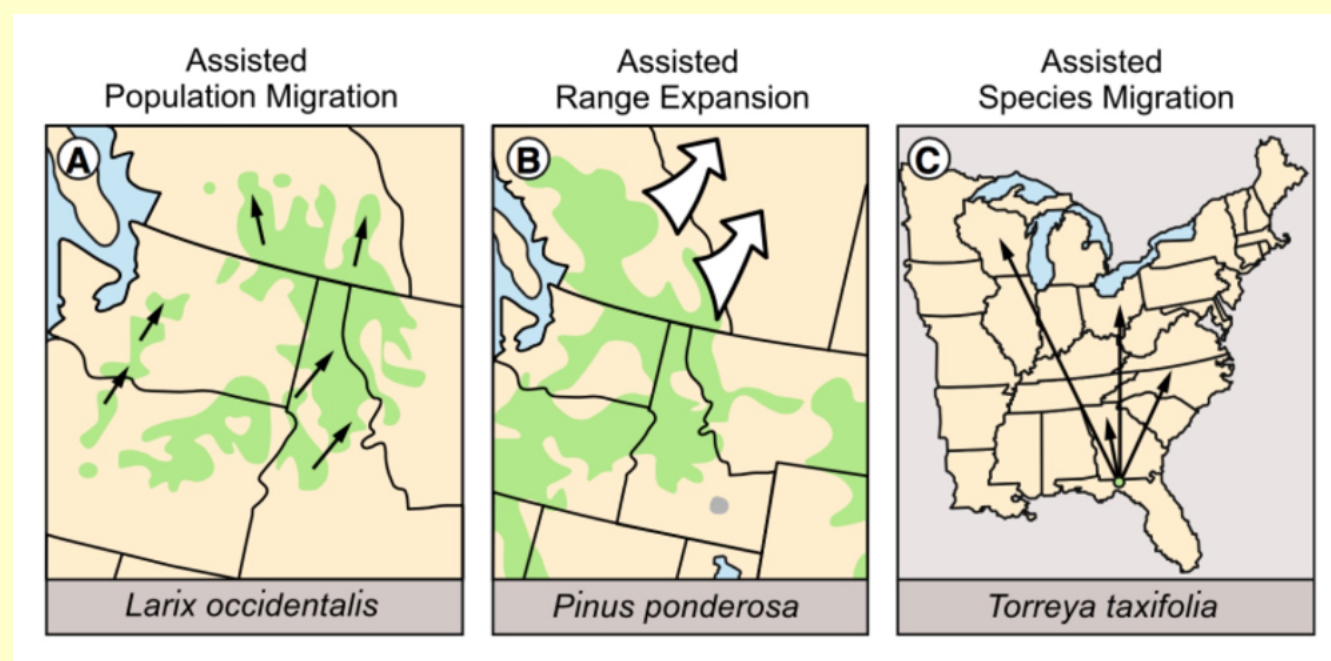 Assisted
Population Migration
Assisted
Range Expansion
Assisted
Species Migration
A
B
C
Larix occidentalis
Pinus ponderosa
Torreya taxifolia